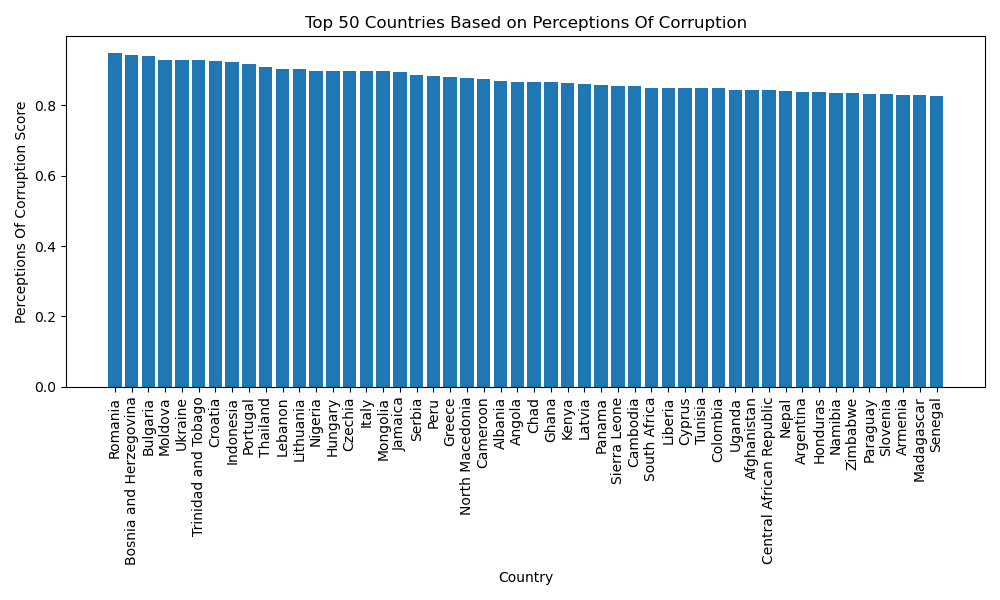 Top 50 Countries Based on Perceptions Of Corruption
Perceptions Of Corruption Score
0.8
0.6
0.4
0.2
0.0
Romania
Bosnia and Herzegovina
Bulgaria
Moldova
Ukraine
Trinidad and Tobago
Croatia
Indonesia
Portugal
Thailand
Lebanon
Lithuania
Nigeria
Hungary
Czechia
Italy
Mongolia
Jamaica
Serbia
Peru
Greece
North Macedonia
Cameroon
Albania
Angola
Chad
Ghana
Kenya
Latvia
Panama
Sierra Leone
Cambodia
South Africa
Liberia
Cyprus
Tunisia
Colombia
Uganda
Afghanistan
Central African Republic
Nepal
Argentina
Honduras
Namibia
Zimbabwe
Paraguay
Slovenia
Armenia
Madagascar
Senegal
Country